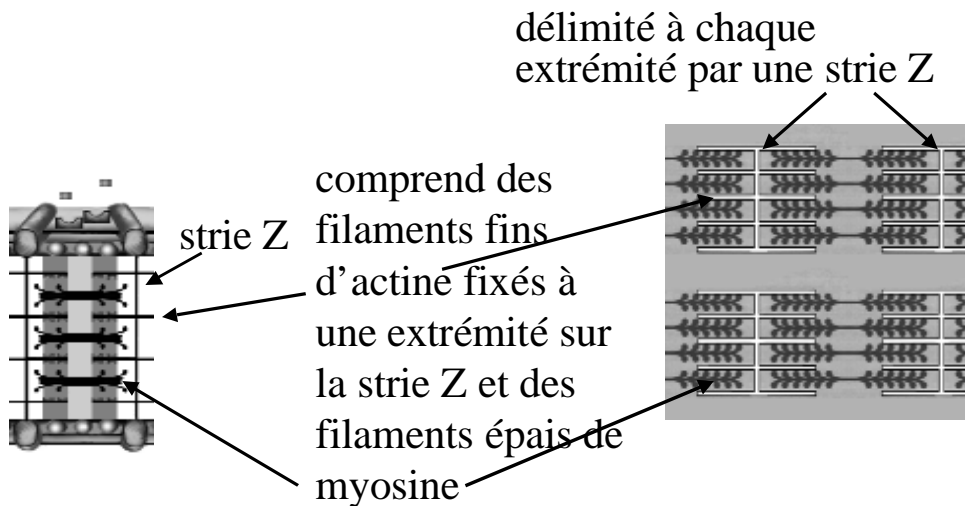 délimité à chaque
extrémité par une strie Z
comprend des
filaments fins
d’actine fixés à
une extrémité sur
la strie Z et des
filaments épais de
myosine
strie Z